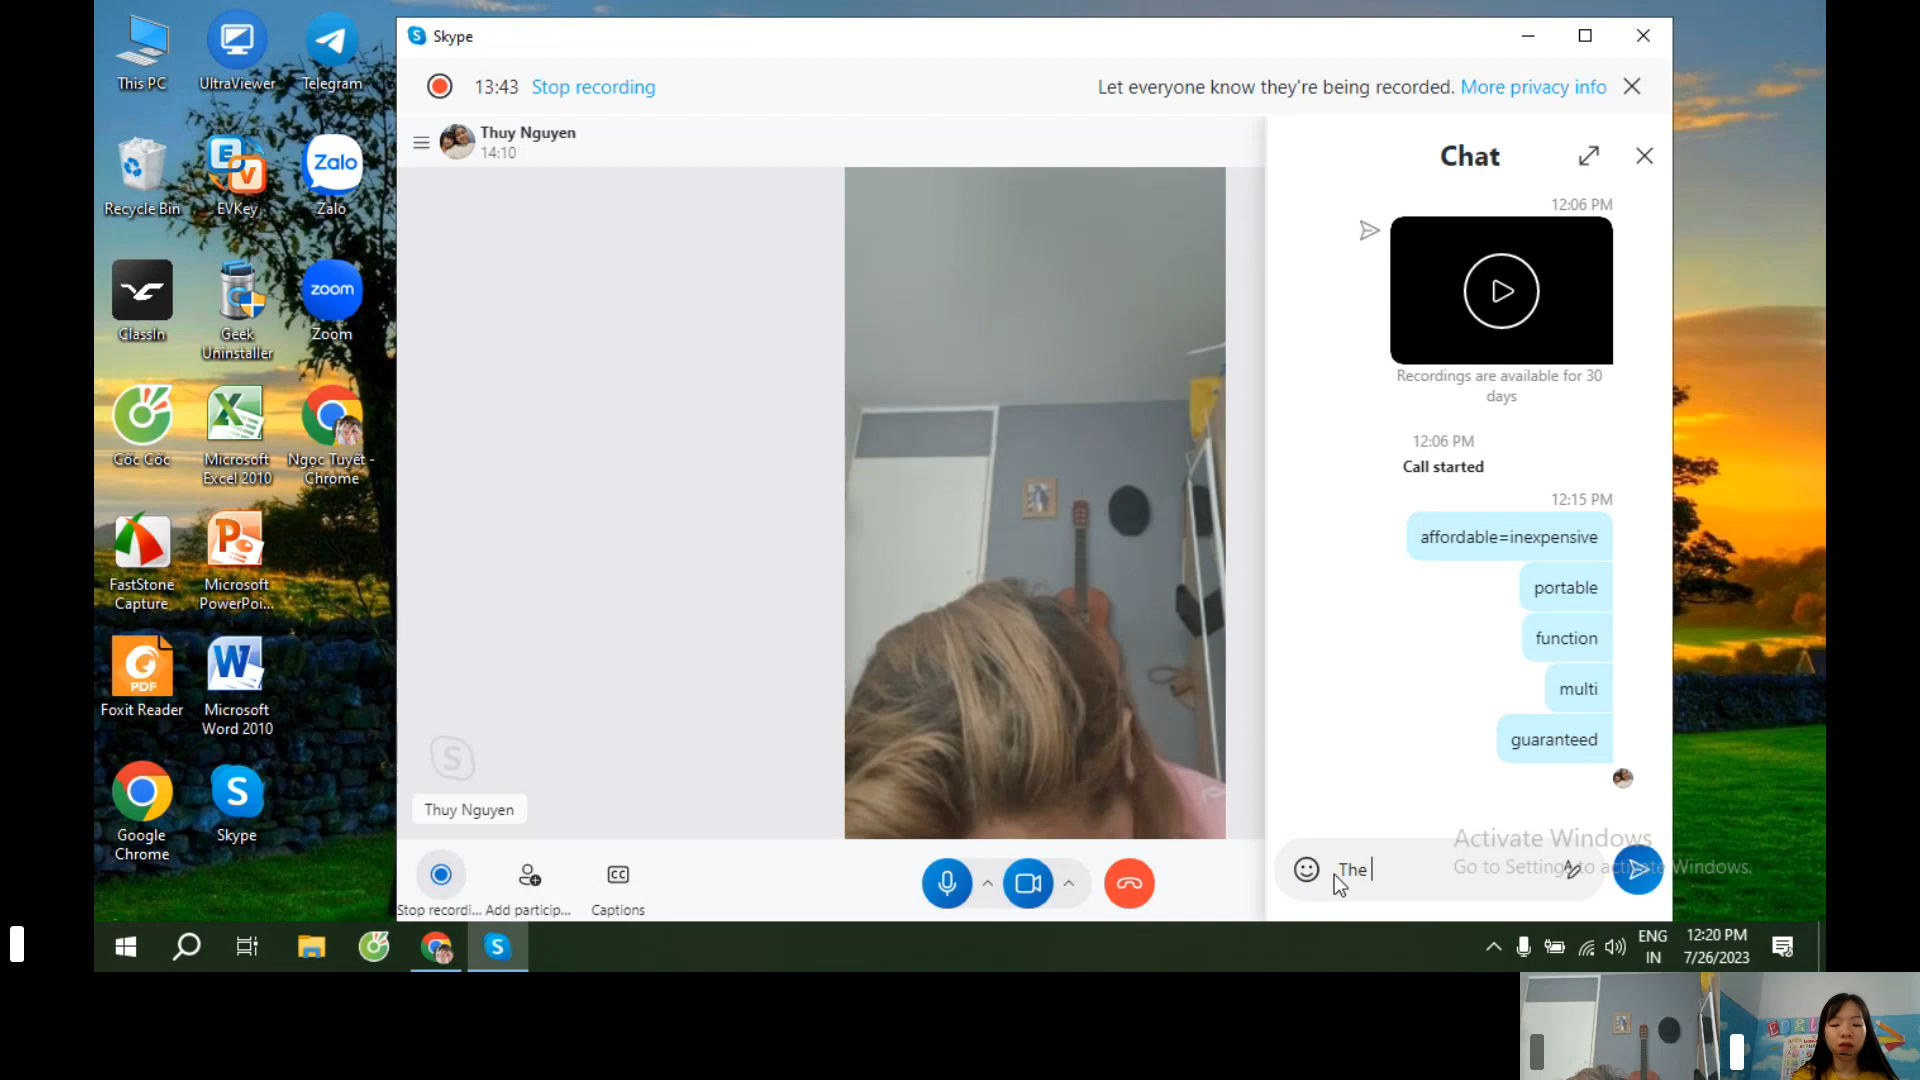 This PC
UltraViewer
Telegram
Recycle Bin
EVKey
Zalo
Zalo
ClassIn
Geek Uninstaller
zoom
Zoom
Cốc Cốc
Microsoft Excel 2010
Ngọc Tuyết - Chrome
FastStone Capture
Microsoft PowerPoi...
PDF
Foxit Reader
Microsoft Word 2010
Google Chrome
Skype
Skype
13:43 Stop recording
Let everyone know they're being recorded. More privacy info
Thuy Nguyen
14:10
Thuy Nguyen
Stop recordi...
Add particip...
CC
Captions
Chat
12:06 PM
Recordings are available for 30
days
12:06 PM
Call started
12:15 PM
affordable=inexpensive
portable
function
multi
guaranteed
Activate Windows
Go to Settings to activate Windows.
The
ENG
IN
12:20 PM
7/26/2023